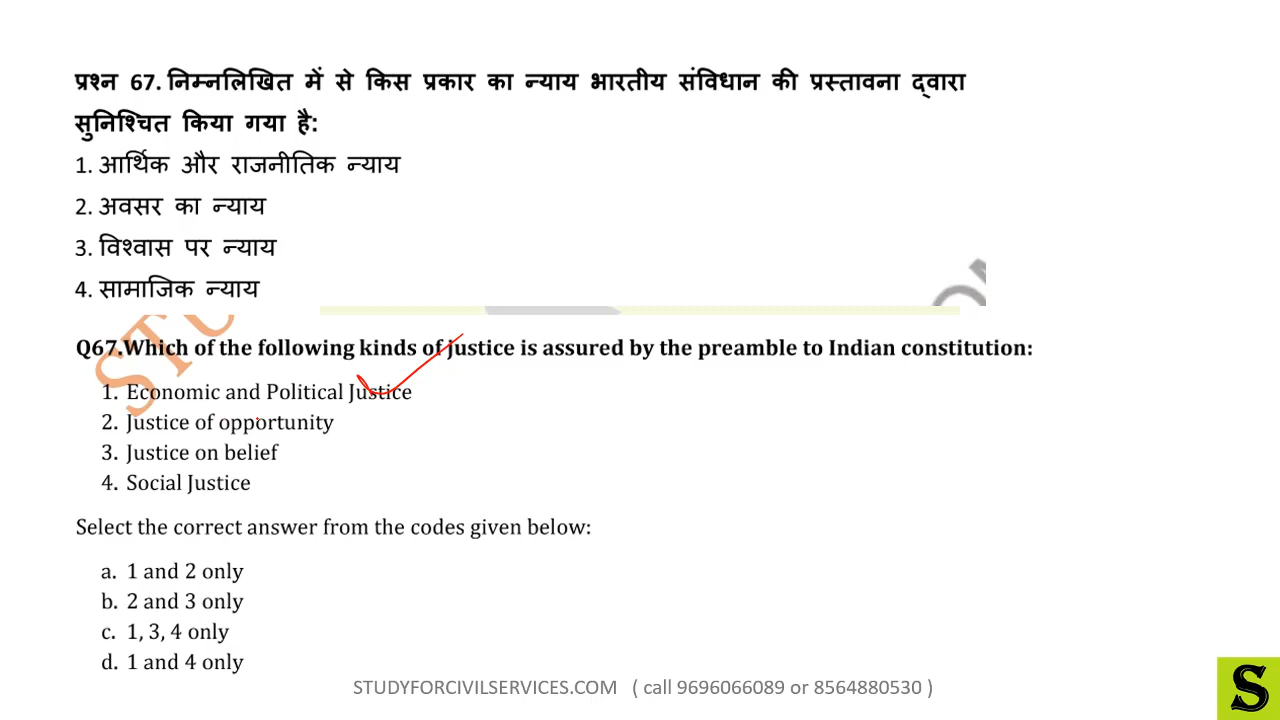 प्रश्न 67. निम्नलिखित में से किस प्रकार का न्याय भारतीय संविधान की प्रस्तावना द्वारा
सुनिश्चित किया गया है:
1. आर्थिक और राजनीतिक न्याय
2. अवसर का न्याय
3. विश्वास पर न्याय
4. सामाजिक न्याय
Q67.Which of the following kinds of justice is assured by the preamble to Indian constitution:
1. Economic and Political Justice
2. Justice of opportunity
3. Justice on belief
4. Social Justice
Select the correct answer from the codes given below:
a. 1 and 2 only
b. 2 and 3 only
c. 1, 3, 4 only
d. 1 and 4 only
STUDYFORCIVILSERVICES.COM ( call 9696066089 or 8564880530 )
S